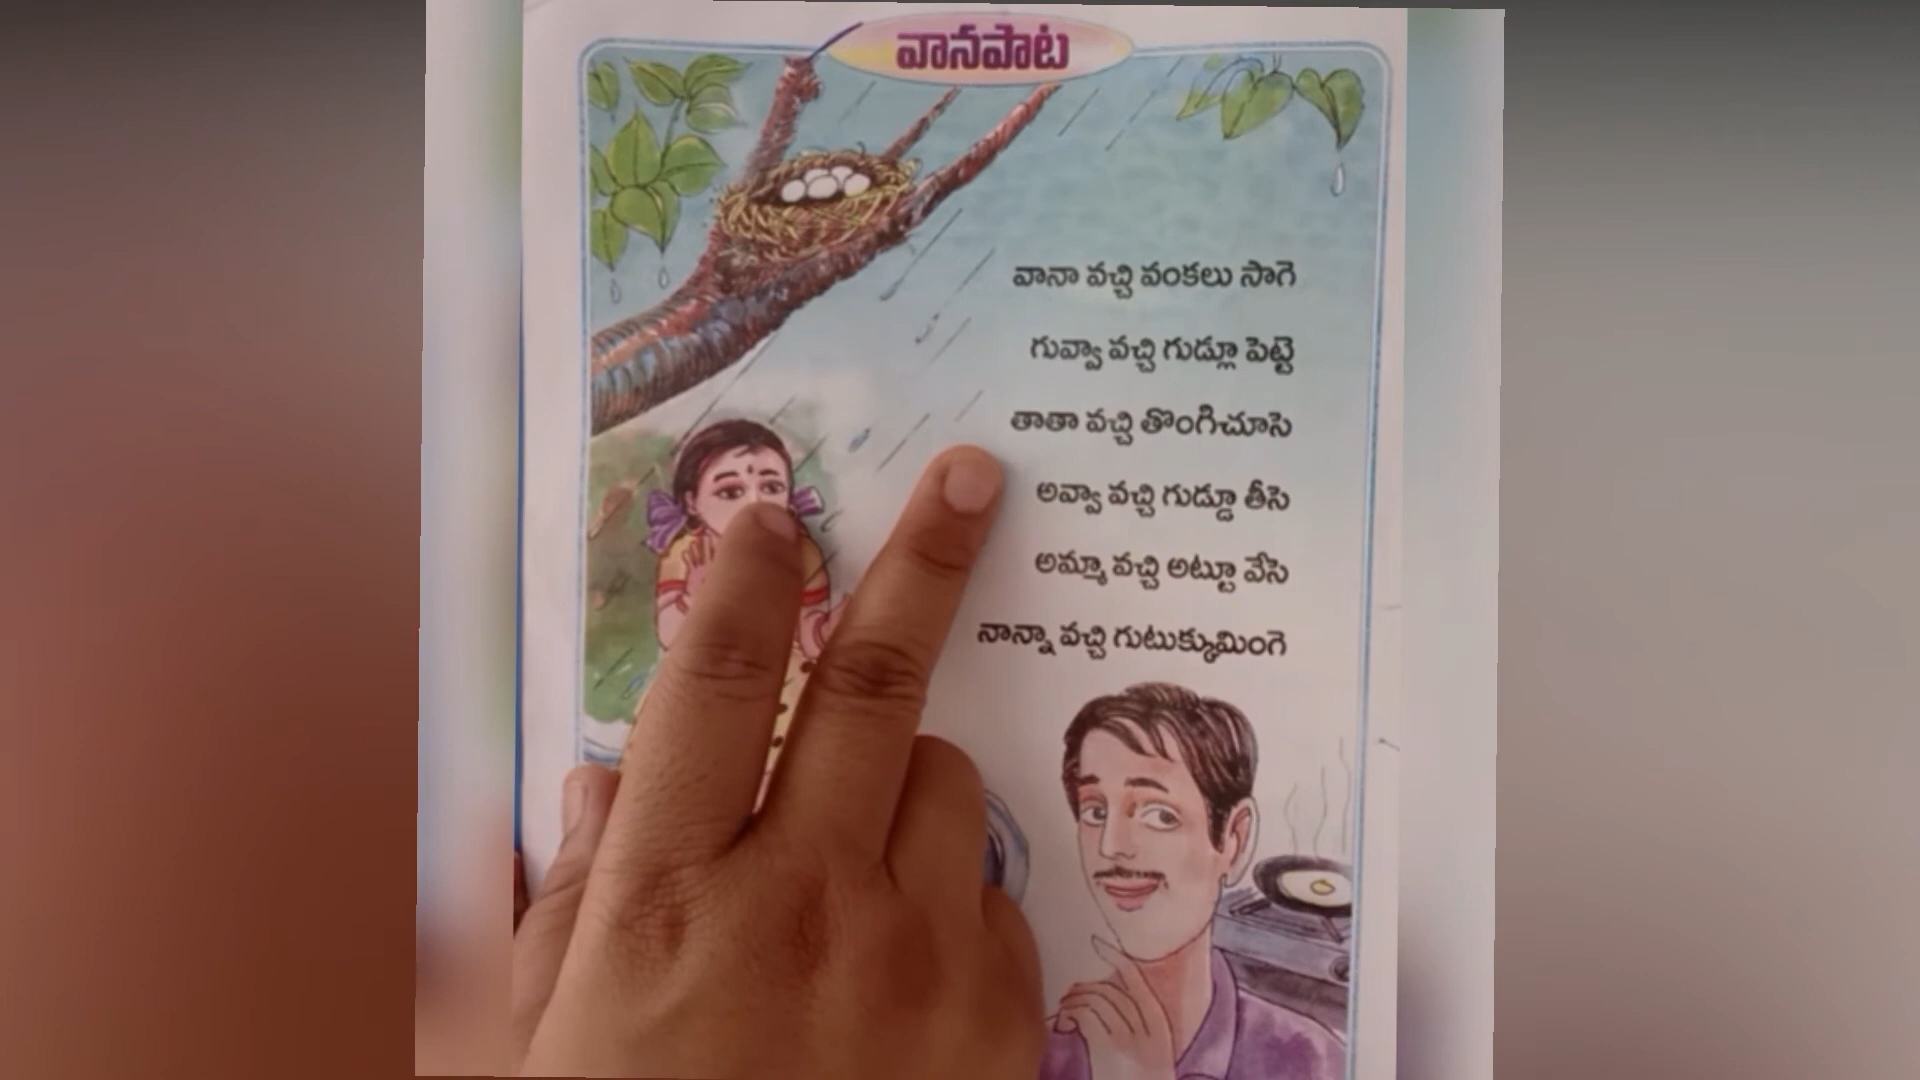 వానపాట
వానా వచ్చి వంకలు సాగె
గువ్వా వచ్చి గుడ్లూ పెట్టె
తాతా వచ్చి తొంగిచూసె
అవ్వా వచ్చి గుడ్డూ తీసె
అమ్మా వచ్చి అట్టూ వేసె
నాన్నా వచ్చి గుటుక్కుమింగె